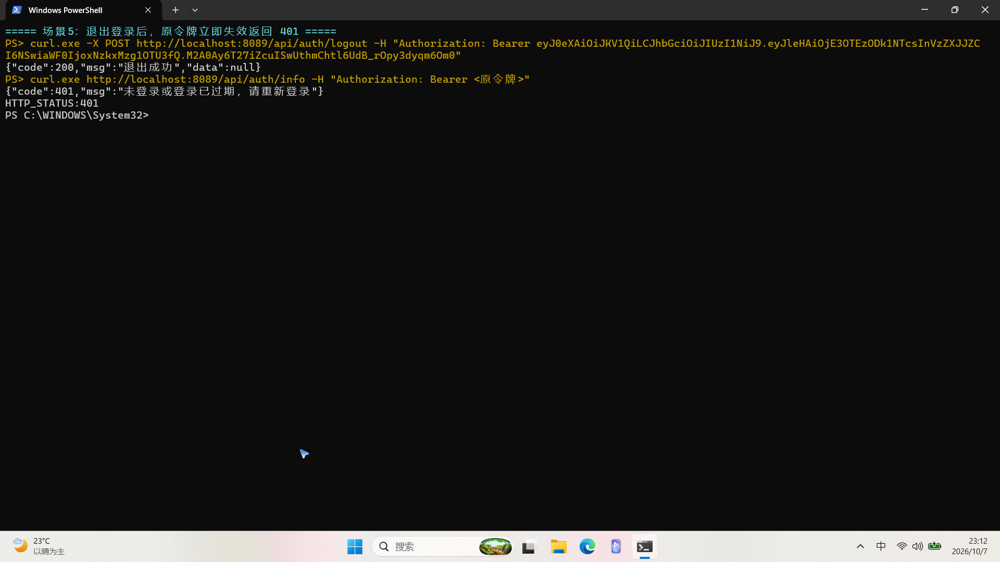 Windows PowerShell
===== 场景5: 退出登录后，原令牌立即失效返回 401 =====
PS> curl.exe -X POST http://localhost:8089/api/auth/logout -H "Authorization: Bearer eyJ0eXAiOiJKV1QiLCJhbGciOiJIUzI1NiJ9.eyJleHAiOjE3OTEzODk1NTcsInVzZXJJZC
I6NSwiaWF0IjoxNzkxMzg1OTU3fQ.M2A0Ay6T27iZcuISwUthmChtl6UdB_rOpy3dyqm6Om0"
{"code":200,"msg":"退出成功","data":null}
PS> curl.exe http://localhost:8089/api/auth/info -H "Authorization: Bearer <原令牌>"
{"code":401,"msg":"未登录或登录已过期，请重新登录"}
HTTP_STATUS:401
PS C:\WINDOWS\System32>
23°C
以晴为主
搜索
中
23:12
2026/10/7